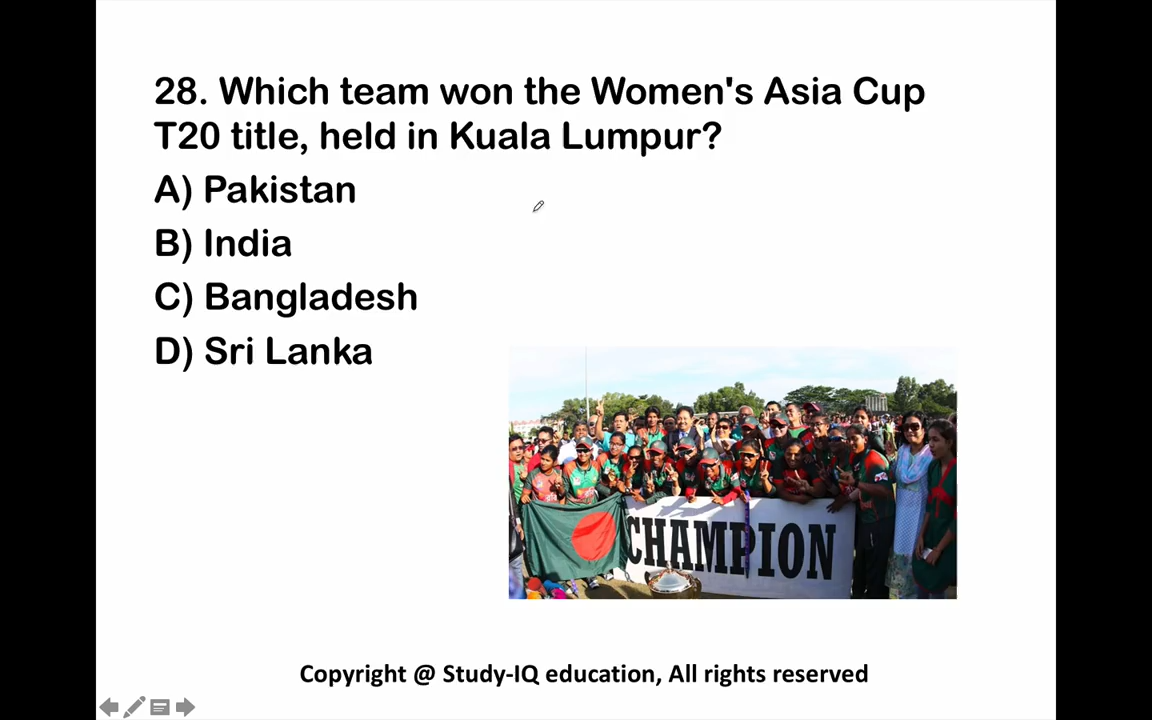 28. Which team won the Women's Asia Cup
T20 title, held in Kuala Lumpur?
A) Pakistan
B) India
C) Bangladesh
D) Sri Lanka
CHAMPION
Copyright @ Study-IQ education, All rights reserved